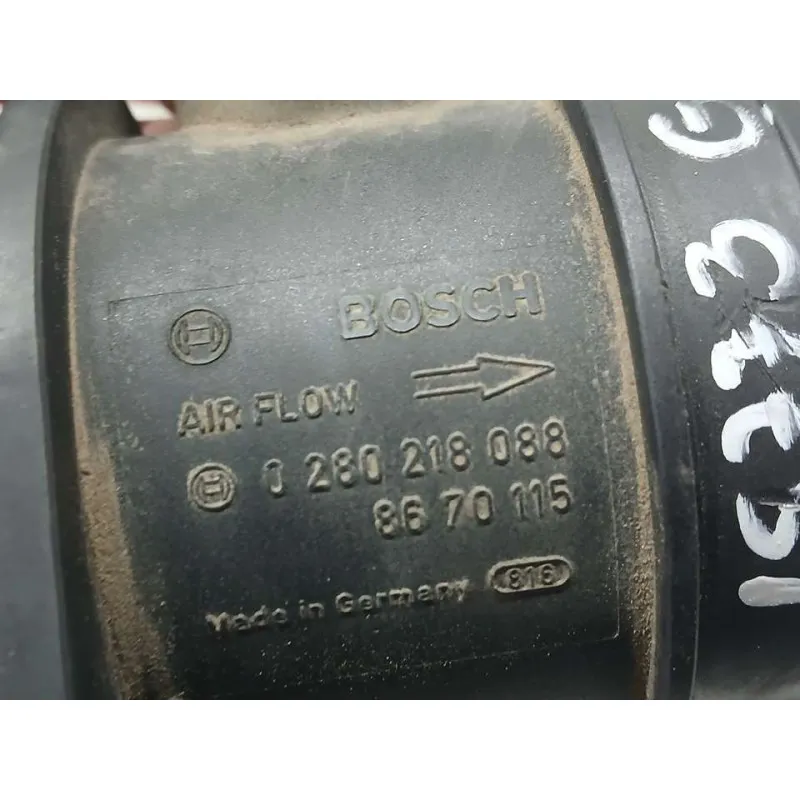 BOSCH
AIR FLOW
0 280 218 088
86 70 115
Made in Germany 816